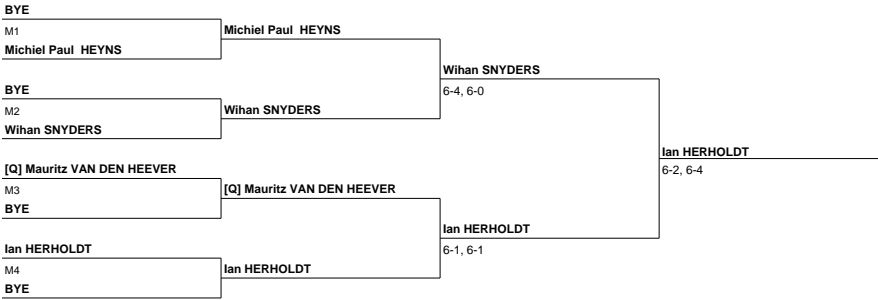 BYE
M1
Michiel Paul HEYNS
BYE
M2
Wihan SNYDERS
[Q] Mauritz VAN DEN HEEVER
M3
BYE
Ian HERHOLDT
M4
BYE
Michiel Paul HEYNS
Wihan SNYDERS
[Q] Mauritz VAN DEN HEEVER
Ian HERHOLDT
Wihan SNYDERS
6-4, 6-0
Ian HERHOLDT
6-1, 6-1
Ian HERHOLDT
6-2, 6-4